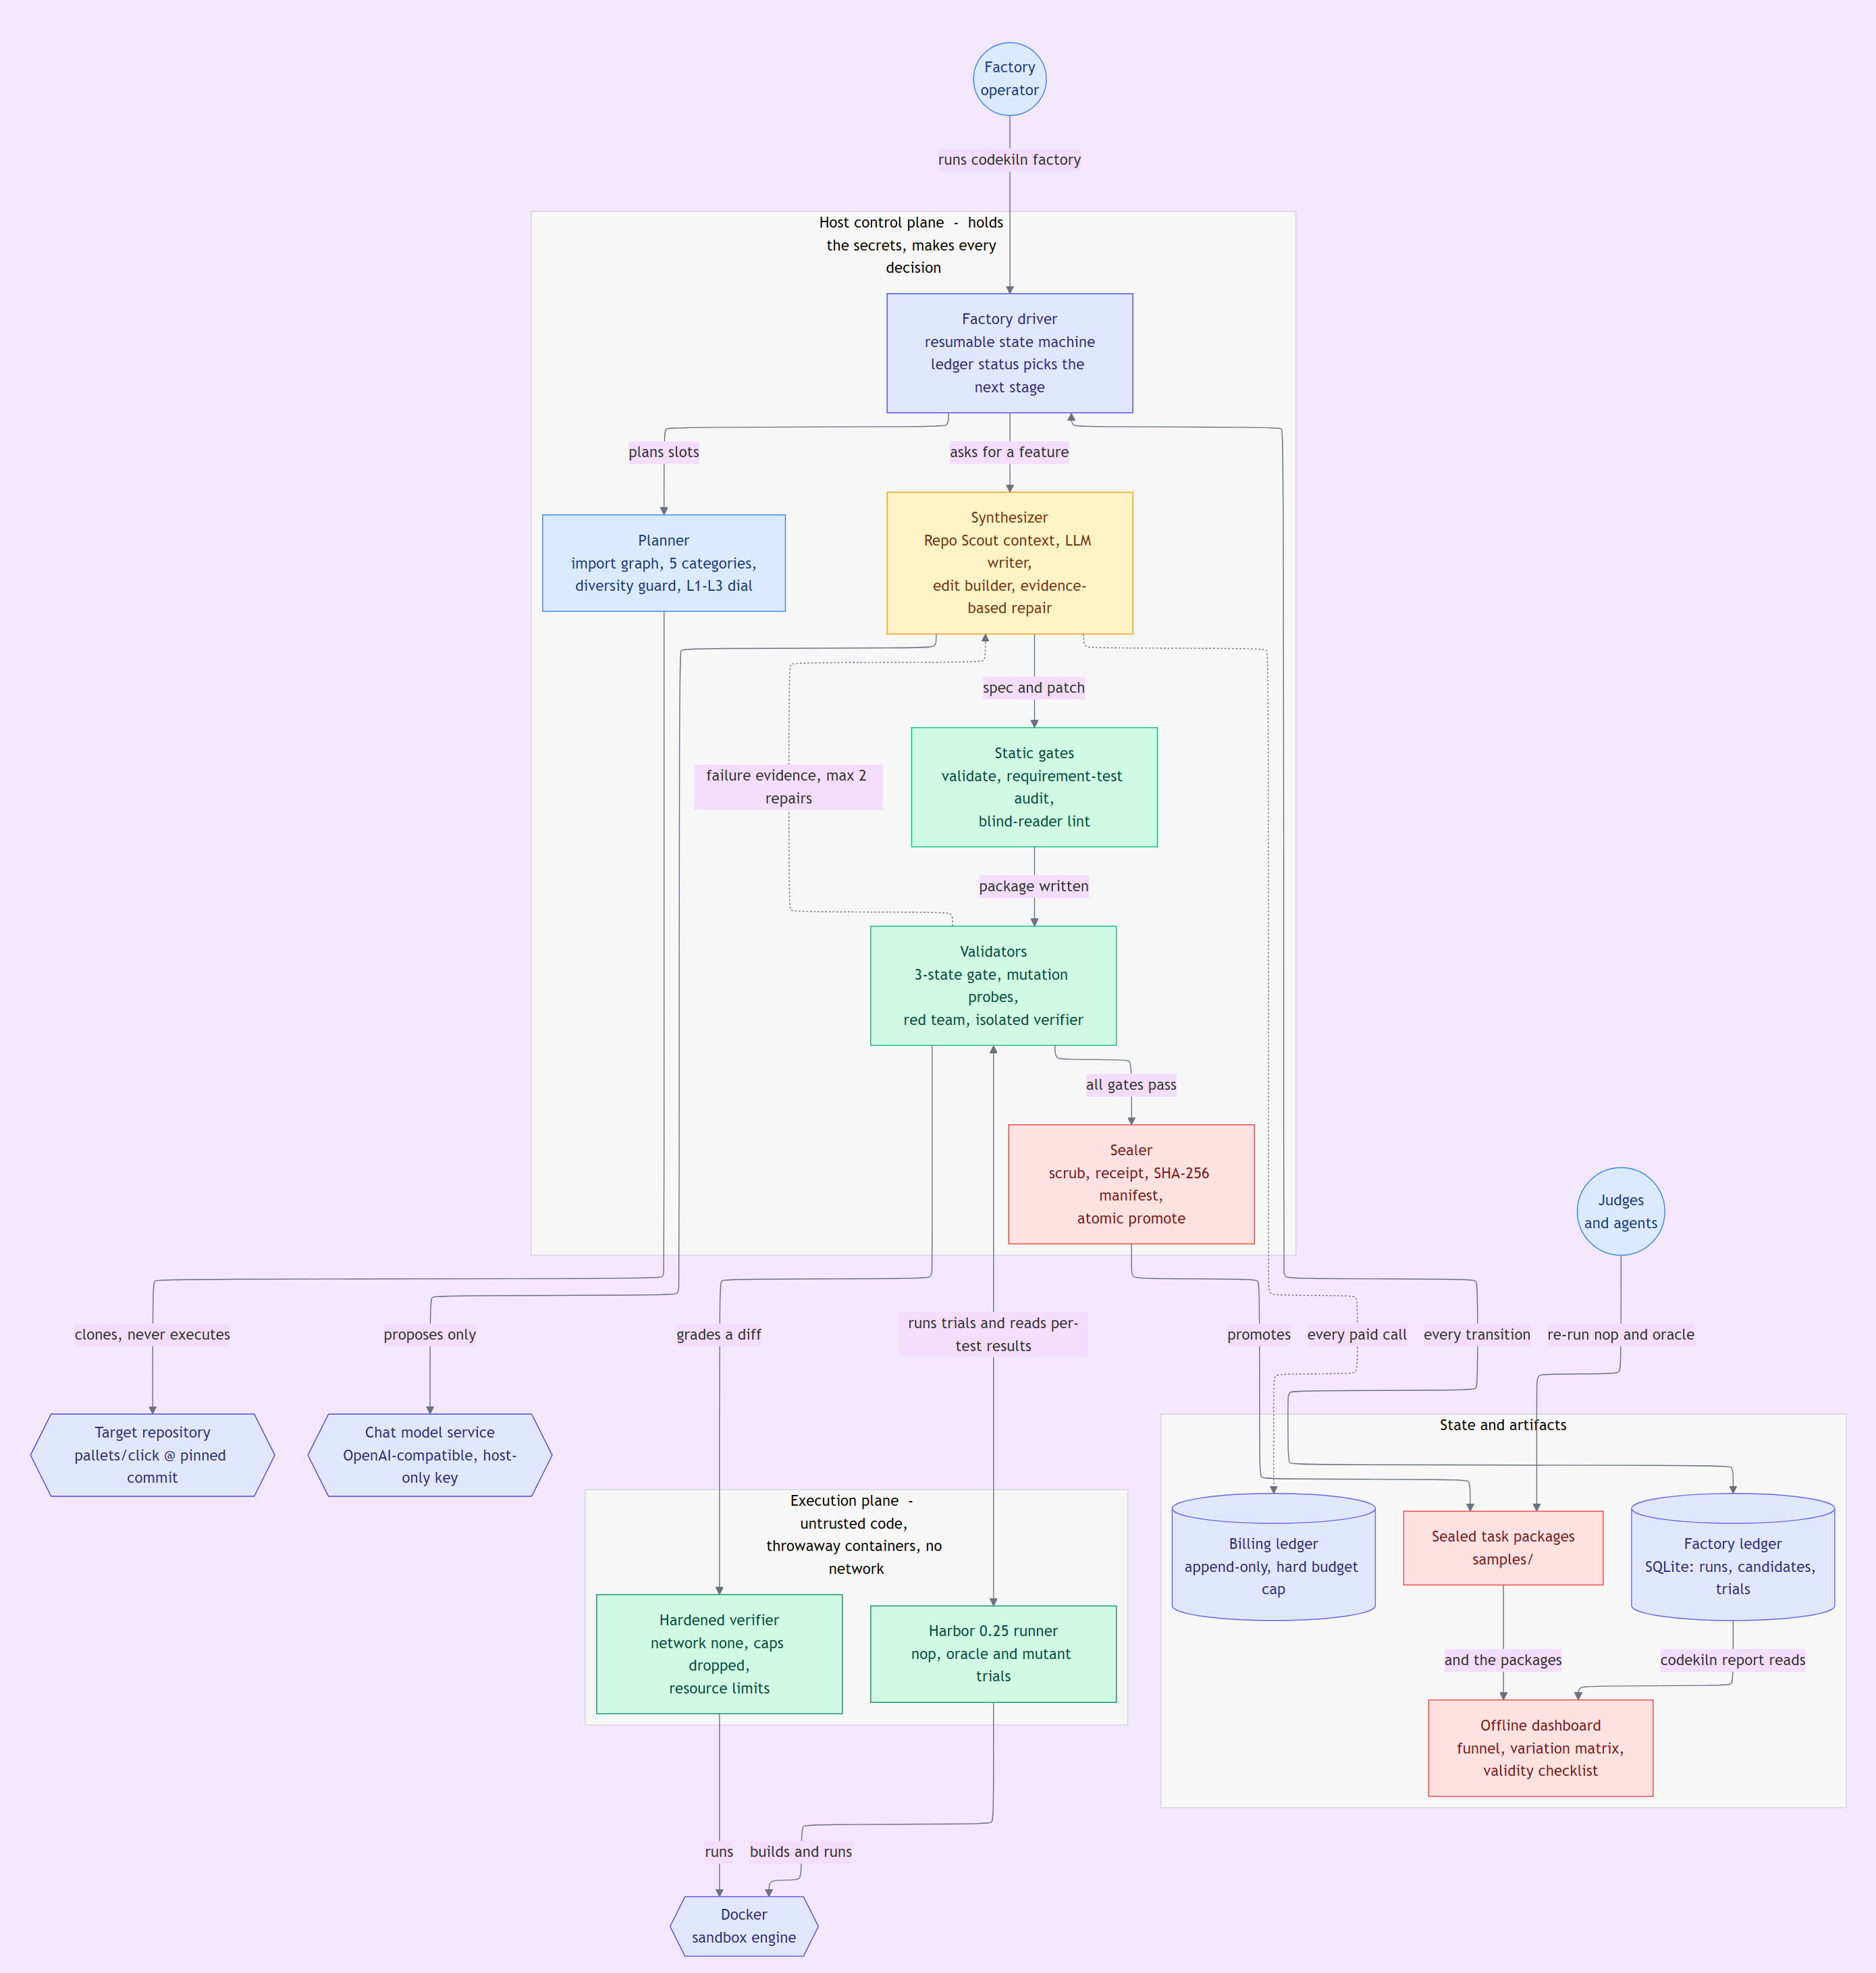 Factory
operator
runs codekiln factory
Host control plane - holds
the secrets, makes every
decision
Factory driver
resumable state machine
ledger status picks the
next stage
plans slots
asks for a feature
Planner
import graph, 5 categories,
diversity guard, L1-L3 dial
Synthesizer
Repo Scout context, LLM
writer,
edit builder, evidence-
based repair
spec and patch
failure evidence, max 2
repairs
Static gates
validate, requirement-test
audit,
blind-reader lint
package written
Validators
3-state gate, mutation
probes,
red team, isolated verifier
all gates pass
Sealer
scrub, receipt, SHA-256
manifest,
atomic promote
Judges
and agents
clones, never executes
proposes only
grades a diff
runs trials and reads per-
test results
promotes
every paid call
every transition
re-run nop and oracle
Target repository
pallets/click @ pinned
commit
Chat model service
OpenAI-compatible, host-
only key
State and artifacts
Execution plane -
untrusted code,
throwaway containers, no
network
Billing ledger
append-only, hard budget
cap
Sealed task packages
samples/
Factory ledger
SQLite: runs, candidates,
trials
Hardened verifier
network none, caps
dropped,
resource limits
Harbor 0.25 runner
nop, oracle and mutant
trials
and the packages
codekiln report reads
Offline dashboard
funnel, variation matrix,
validity checklist
runs
builds and runs
Docker
sandbox engine